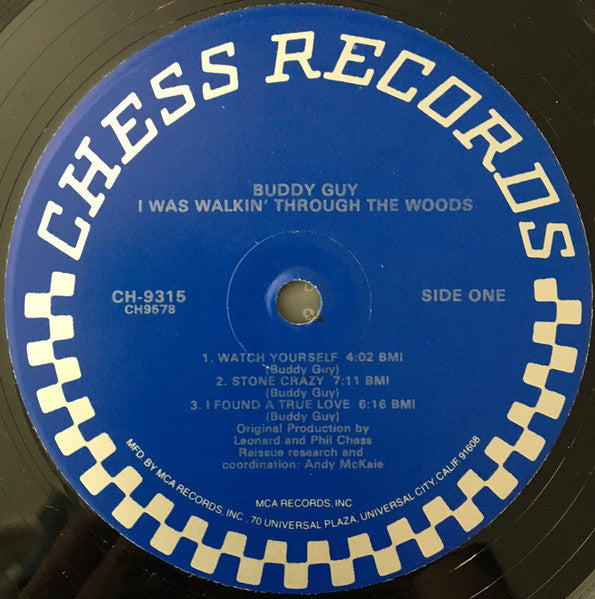 CHESS RECORDS
BUDDY GUY
I WAS WALKIN' THROUGH THE WOODS
CH-9315
CH9578
SIDE ONE
1. WATCH YOURSELF 4:02 BMI
(Buddy Guy)
2. STONE CRAZY 7:11 BMI
(Buddy Guy)
3. I FOUND A TRUE LOVE 6:16 BMI
(Buddy Guy)
Original Production by
Leonard and Phil Chess
Reissue research and
coordination: Andy McKaie
MCA RECORDS, INC.
MFD. BY MCA RECORDS, INC. 70 UNIVERSAL PLAZA, UNIVERSAL CITY, CALIF. 91608